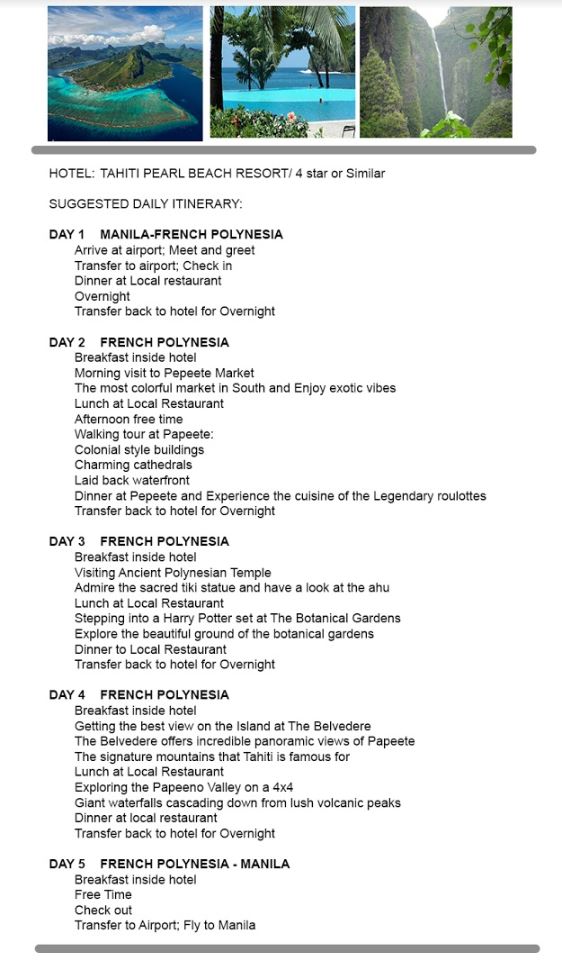 HOTEL: TAHITI PEARL BEACH RESORT/ 4 star or Similar
SUGGESTED DAILY ITINERARY:
DAY 1 MANILA-FRENCH POLYNESIA
Arrive at airport; Meet and greet
Transfer to airport; Check in
Dinner at Local restaurant
Overnight
Transfer back to hotel for Overnight
DAY 2 FRENCH POLYNESIA
Breakfast inside hotel
Morning visit to Pepeete Market
The most colorful market in South and Enjoy exotic vibes
Lunch at Local Restaurant
Afternoon free time
Walking tour at Papeete:
Colonial style buildings
Charming cathedrals
Laid back waterfront
Dinner at Pepeete and Experience the cuisine of the Legendary roulottes
Transfer back to hotel for Overnight
DAY 3 FRENCH POLYNESIA
Breakfast inside hotel
Visiting Ancient Polynesian Temple
Admire the sacred tiki statue and have a look at the ahu
Lunch at Local Restaurant
Stepping into a Harry Potter set at The Botanical Gardens
Explore the beautiful ground of the botanical gardens
Dinner to Local Restaurant
Transfer back to hotel for Overnight
DAY 4 FRENCH POLYNESIA
Breakfast inside hotel
Getting the best view on the Island at The Belvedere
The Belvedere offers incredible panoramic views of Papeete
The signature mountains that Tahiti is famous for
Lunch at Local Restaurant
Exploring the Papeeno Valley on a 4x4
Giant waterfalls cascading down from lush volcanic peaks
Dinner at local restaurant
Transfer back to hotel for Overnight
DAY 5 FRENCH POLYNESIA - MANILA
Breakfast inside hotel
Free Time
Check out
Transfer to Airport; Fly to Manila